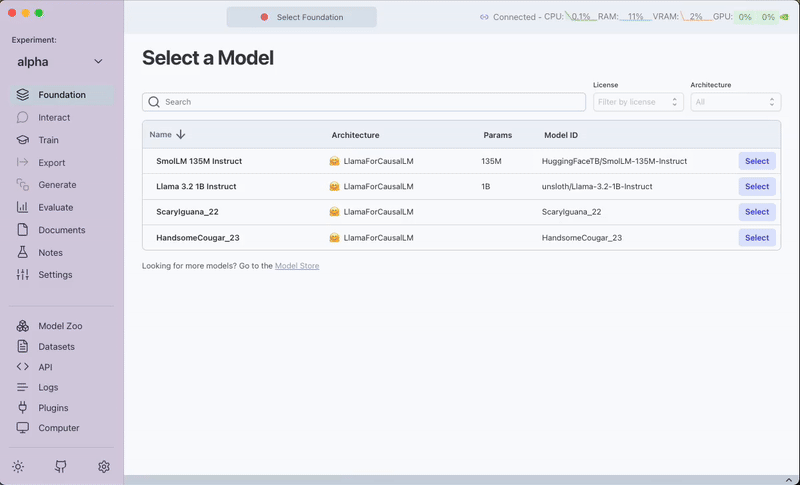 Experiment:
alpha
Foundation
Interact
Train
Export
Generate
Evaluate
Documents
Notes
Settings
Model Zoo
Datasets
API
Logs
Plugins
Computer
Select Foundation
Connected - CPU: 0.1% RAM: 11% VRAM: 2% GPU: 0% 0%
Select a Model
License
Architecture
Search
Filter by license
All
Name Architecture Params Model ID
SmolLM 135M Instruct LlamaForCausalLM 135M HuggingFaceTB/SmolLM-135M-Instruct Select
Llama 3.2 1B Instruct LlamaForCausalLM 1B unsloth/Llama-3.2-1B-Instruct Select
ScaryIguana_22 LlamaForCausalLM ScaryIguana_22 Select
HandsomeCougar_23 LlamaForCausalLM HandsomeCougar_23 Select
Looking for more models? Go to the Model Store